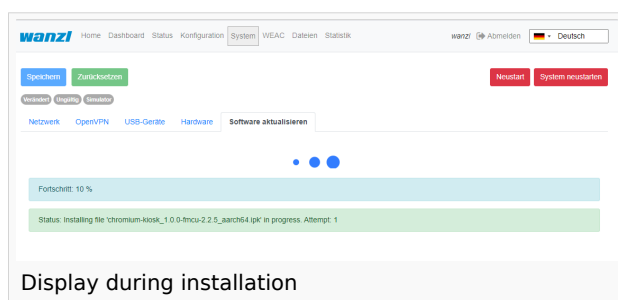 wanzl Home Dashboard Status Konfiguration System WEAC Dateien Statistik wanzl Abmelden Deutsch
Speichern Zurücksetzen Neustart System neustarten
Verändert Ungültig Simulator
Netzwerk OpenVPN USB-Geräte Hardware Software aktualisieren
Fortschritt: 10 %
Status: Installing file 'chromium-kiosk_1.0.0-fmcu-2.2.5_aarch64.ipk' in progress. Attempt: 1
Display during installation